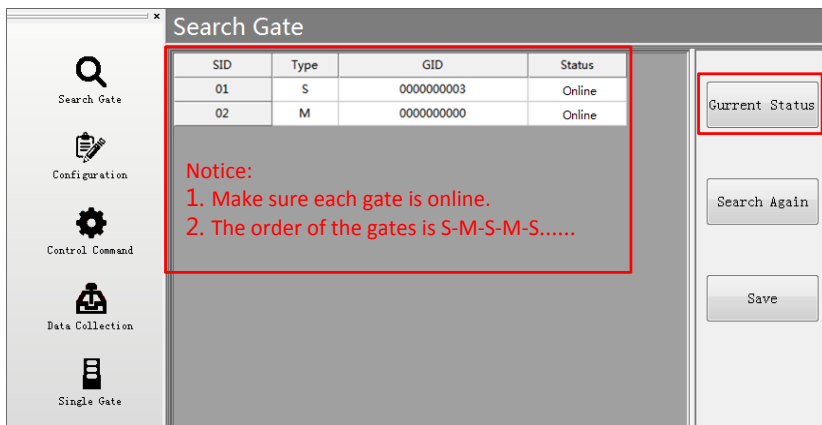 ×
Search Gate
Search Gate
Configuration
Control Command
Data Collection
Single Gate
SID Type GID Status
01 S 0000000003 Online
02 M 0000000000 Online
Notice:
1. Make sure each gate is online.
2. The order of the gates is S-M-S-M-S......
Gurrent Status
Search Again
Save